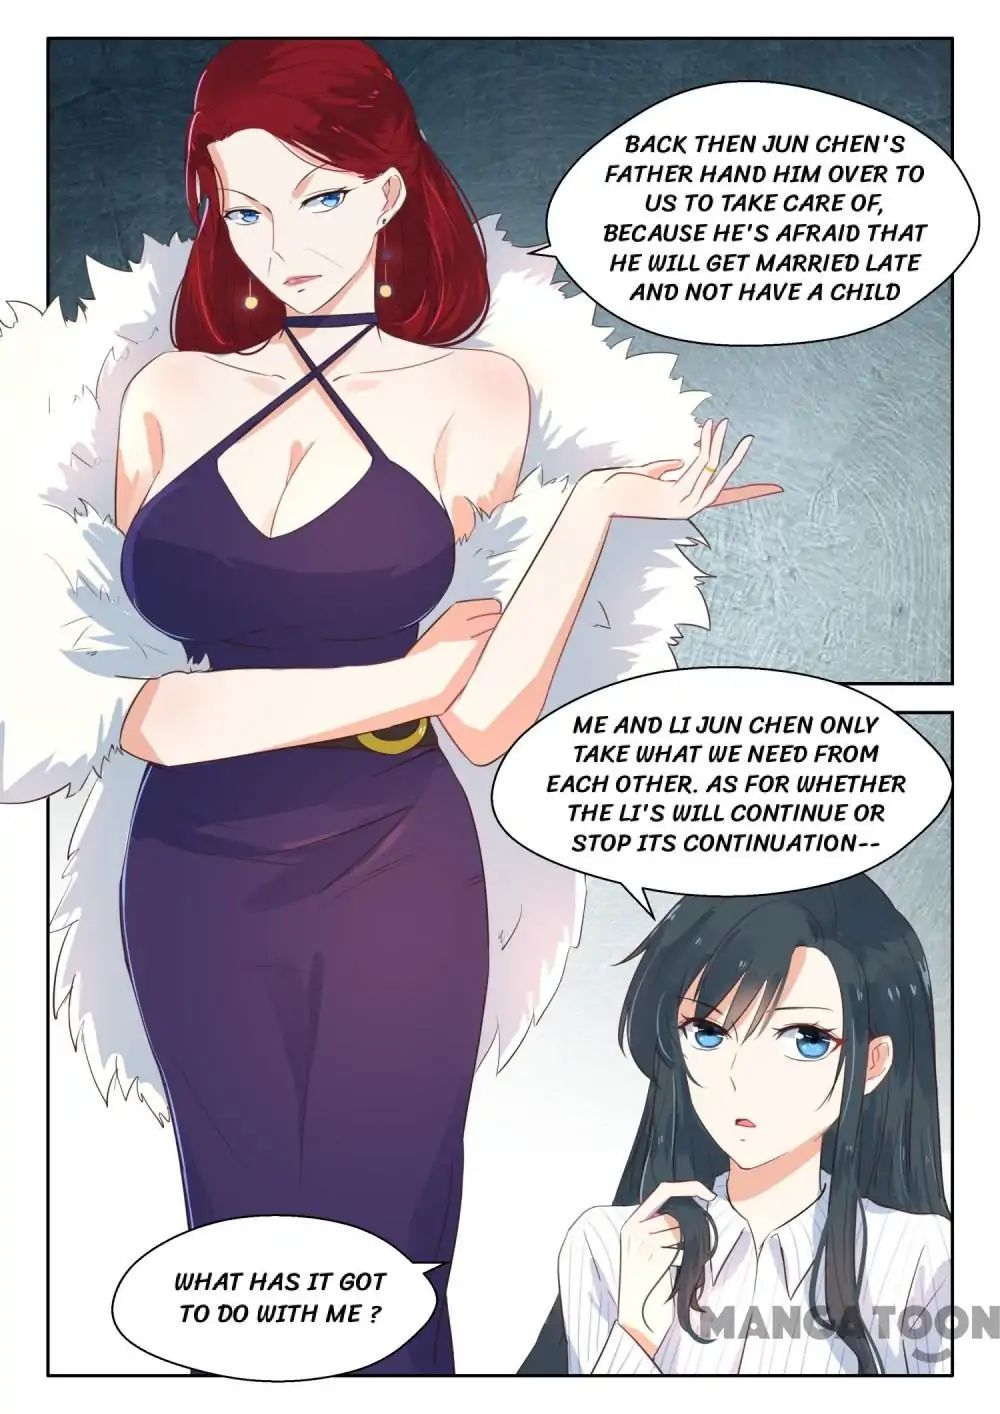 BACK THEN JUN CHEN'S
FATHER HAND HIM OVER TO
US TO TAKE CARE OF,
BECAUSE HE'S AFRAID THAT
HE WILL GET MARRIED LATE
AND NOT HAVE A CHILD
ME AND LI JUN CHEN ONLY
TAKE WHAT WE NEED FROM
EACH OTHER. AS FOR WHETHER
THE LI'S WILL CONTINUE OR
STOP ITS CONTINUATION--
WHAT HAS IT GOT
TO DO WITH ME ?
MANGATOON